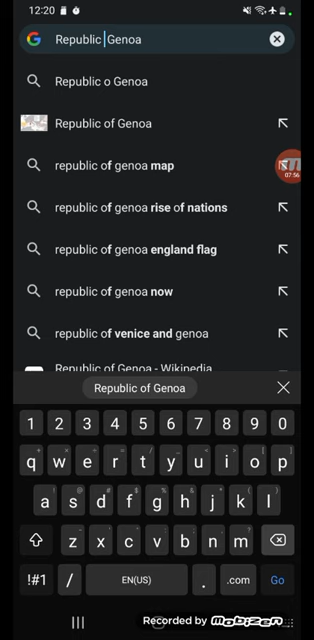 12:20
Republic Genoa
Republic o Genoa
Republic of Genoa
republic of genoa map
07:56
republic of genoa rise of nations
republic of genoa england flag
republic of genoa now
republic of venice and genoa
Republic of Genoa - Wikipedia
Republic of Genoa
1 2 3 4 5 6 7 8 9 0
q w e r t y u i o p
a s d f g h j k l
z x c v b n m
!#1 / EN(US) . .com Go
Recorded by Mobizen